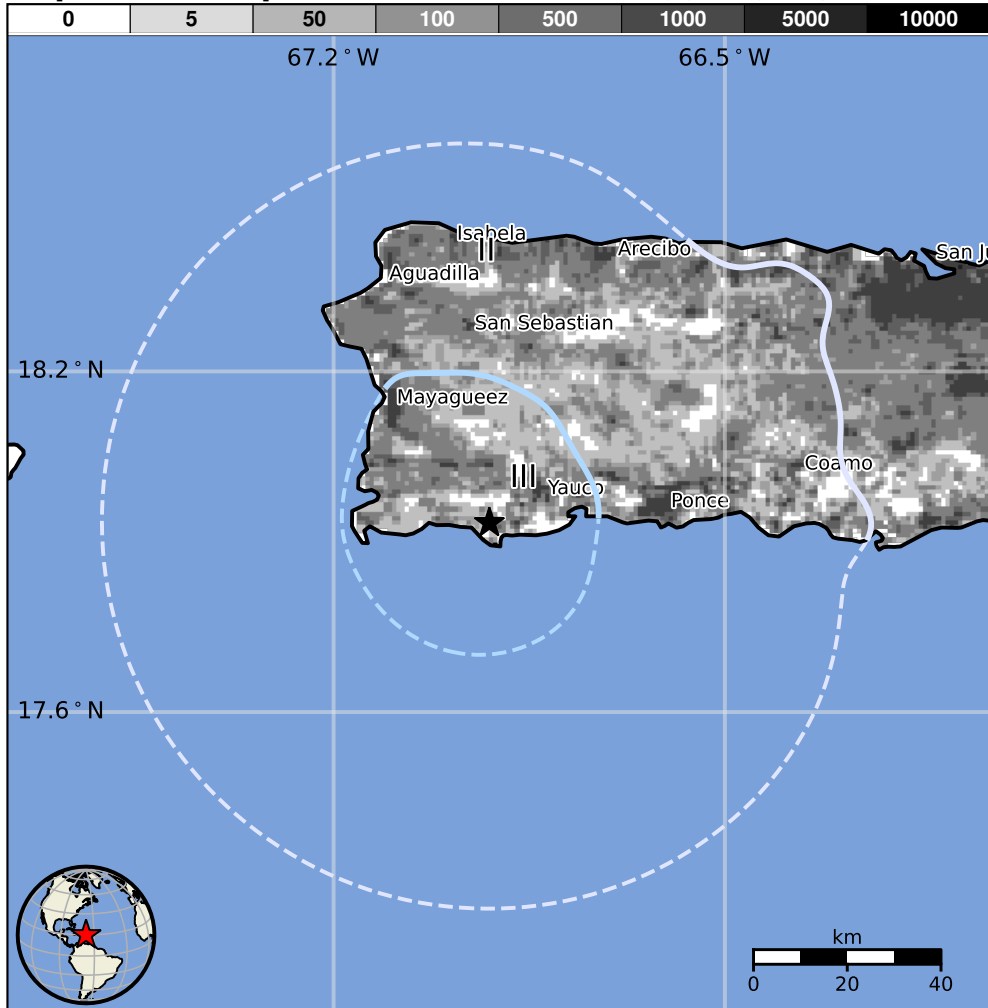 0 5 50 100 500 1000 5000 10000
67.2°W 66.5°W
Isabela
II
Arecibo
San Ju
Aguadilla
San Sebastian
18.2°N
Mayagueez
Coamo
III
Yauco
Ponce
17.6°N
km
0 20 40